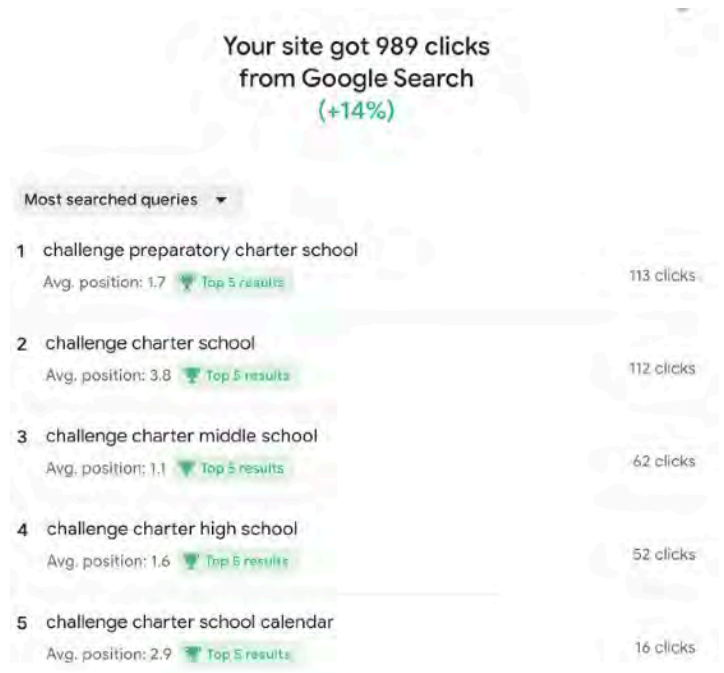 Your site got 989 clicks
from Google Search
(+14%)
Most searched queries
1 challenge preparatory charter school
Avg. position: 1.7 Top 5 results
113 clicks
2 challenge charter school
Avg. position: 3.8 Top 5 results
112 clicks
3 challenge charter middle school
Avg. position: 1.1 Top 5 results
62 clicks
4 challenge charter high school
Avg. position: 1.6 Top 5 results
52 clicks
5 challenge charter school calendar
Avg. position: 2.9 Top 5 results
16 clicks